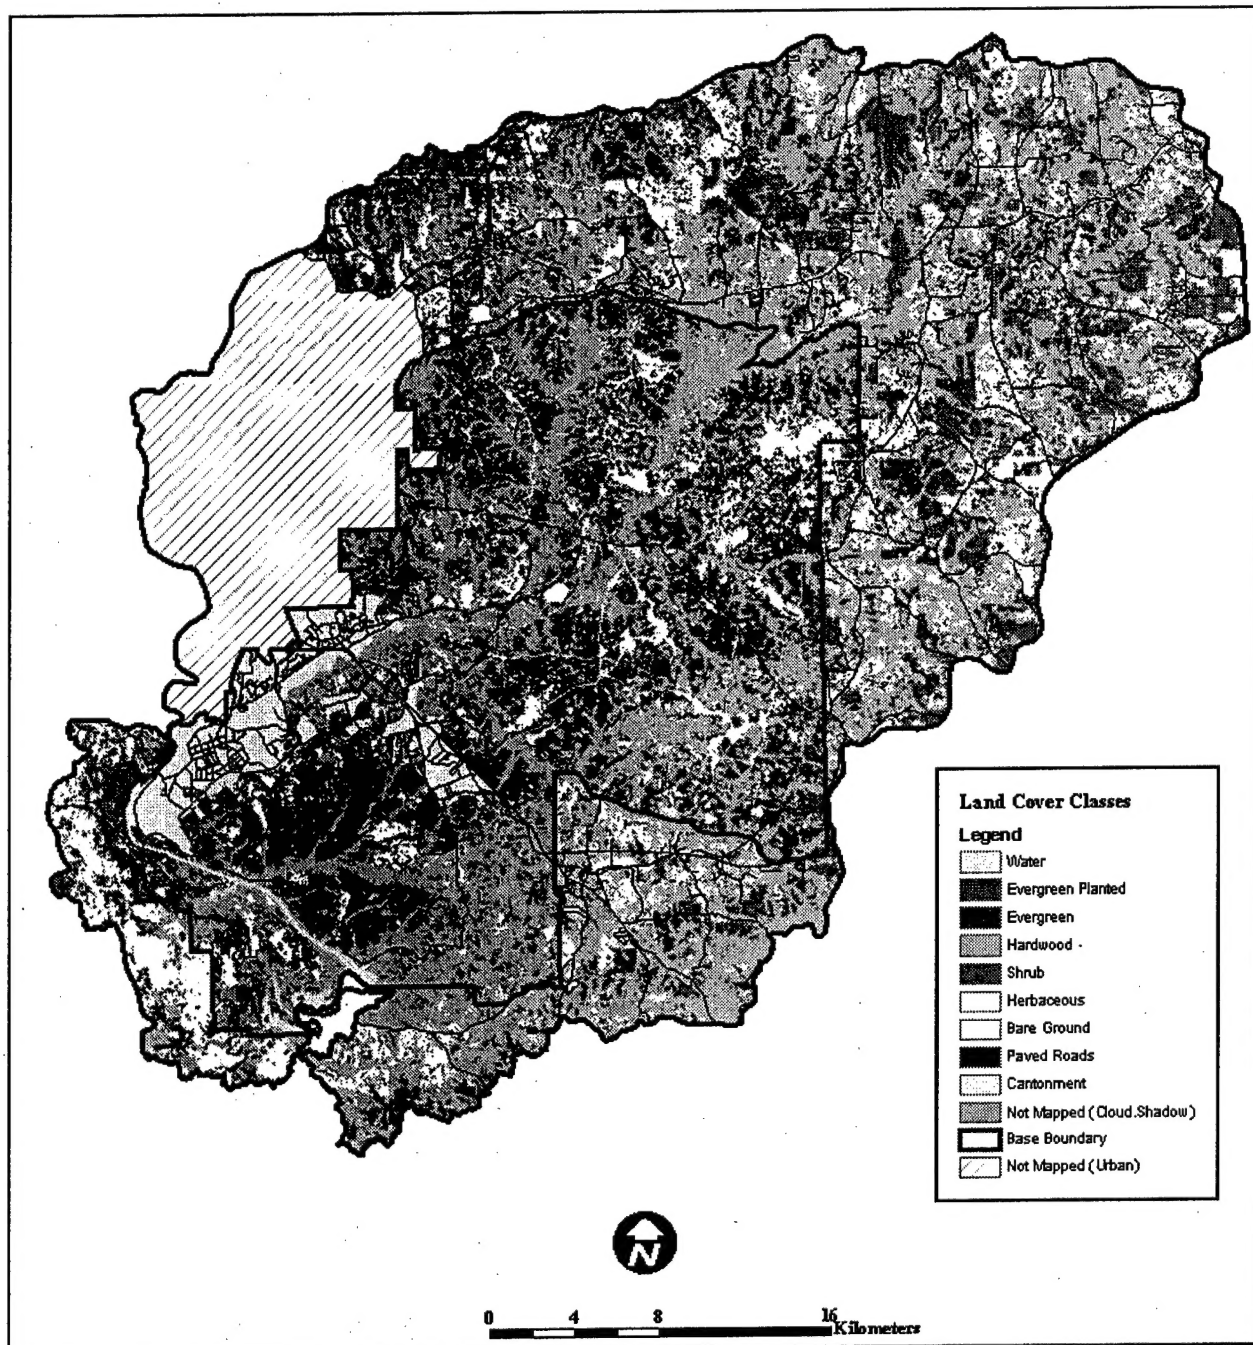 Land Cover Classes
Legend
Water
Evergreen Planted
Evergreen
Hardwood -
Shrub
Herbaceous
Bare Ground
Paved Roads
Cantonment
Not Mapped (Cloud.Shadow)
Base Boundary
Not Mapped (Urban)
N
0 4 8 16
Kilometers